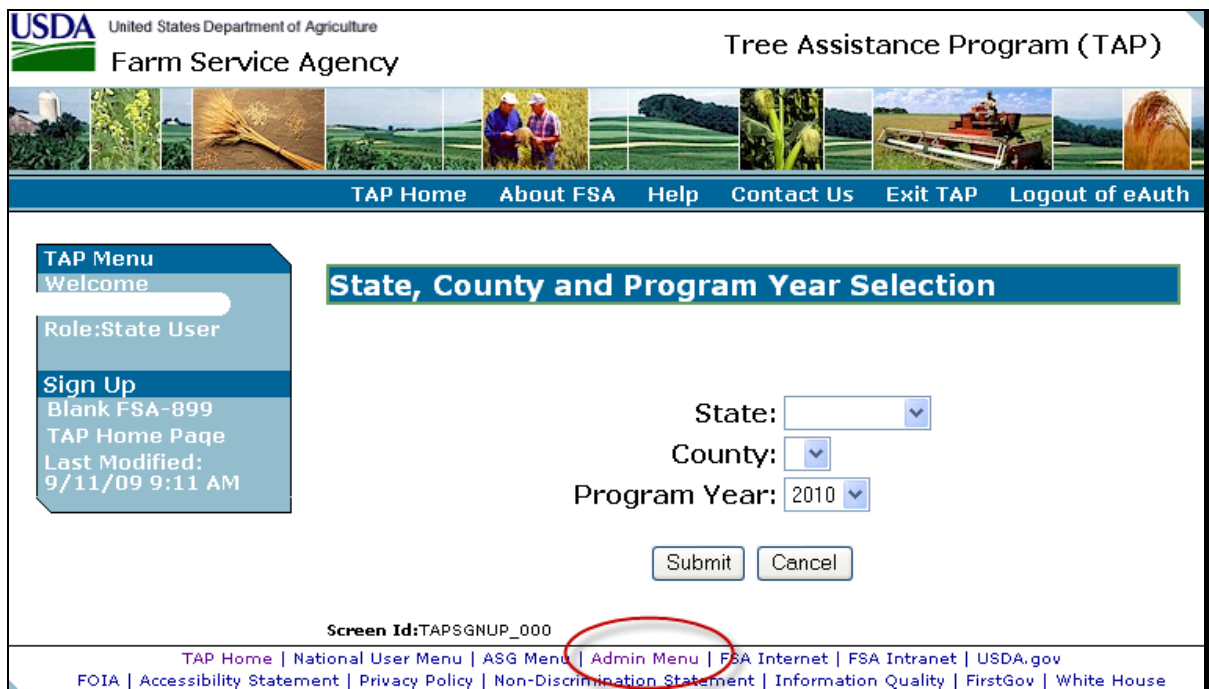 USDA United States Department of Agriculture
Farm Service Agency
Tree Assistance Program (TAP)
TAP Home About FSA Help Contact Us Exit TAP Logout of eAuth
TAP Menu
Welcome
Role:State User
Sign Up
Blank FSA-899
TAP Home Page
Last Modified:
9/11/09 9:11 AM
State, County and Program Year Selection
State:
County:
Program Year: 2010
Submit Cancel
Screen Id:TAPSGNUP_000
TAP Home | National User Menu | ASG Menu | Admin Menu | FSA Internet | FSA Intranet | USDA.gov
FOIA | Accessibility Statement | Privacy Policy | Non-Discrimination Statement | Information Quality | FirstGov | White House